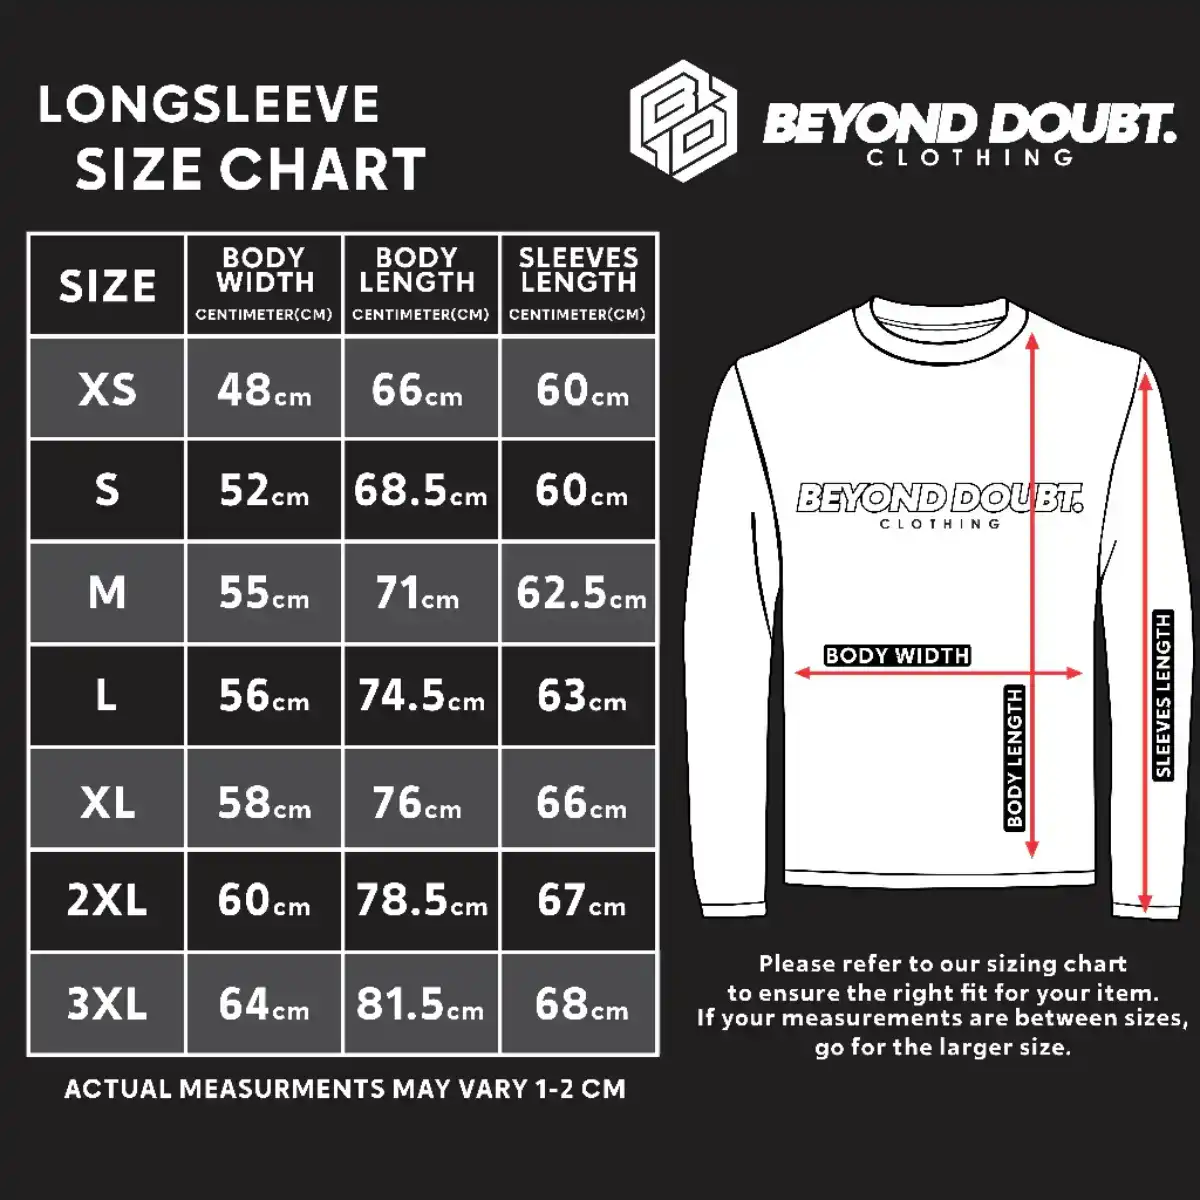 LONGSLEEVE
SIZE CHART
BD
BEYOND DOUBT.
CLOTHING
SIZE
BODY
WIDTH
CENTIMETER(CM)
BODY
LENGTH
CENTIMETER(CM)
SLEEVES
LENGTH
CENTIMETER(CM)
XS 48cm 66cm 60cm
S 52cm 68.5cm 60cm
M 55cm 71cm 62.5cm
L 56cm 74.5cm 63cm
XL 58cm 76cm 66cm
2XL 60cm 78.5cm 67cm
3XL 64cm 81.5cm 68cm
ACTUAL MEASURMENTS MAY VARY 1-2 CM
BEYOND DOUBT.
CLOTHING
BODY WIDTH
BODY LENGTH
SLEEVES LENGTH
Please refer to our sizing chart
to ensure the right fit for your item.
If your measurements are between sizes,
go for the larger size.